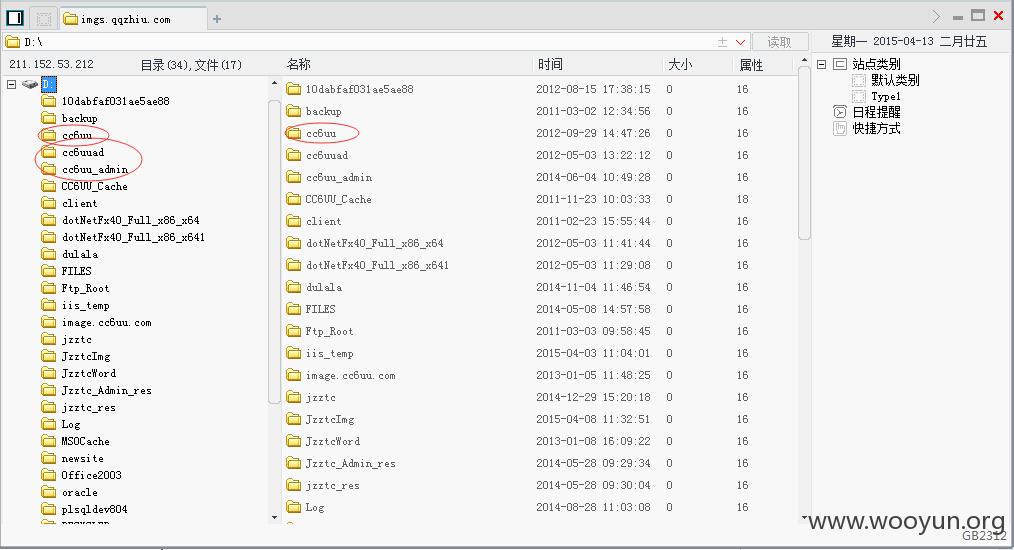 imgs.qqzhiu.com
D:\
读取
星期一 2015-04-13 二月廿五
211.152.53.212
目录(34),文件(17)
名称 时间 大小 属性
D:
10dabfaf031ae5ae88
backup
cc6uu
cc6uuad
cc6uu_admin
CC6UU_Cache
client
dotNetFx40_Full_x86_x64
dotNetFx40_Full_x86_x641
dulala
FILES
Ftp_Root
iis_temp
image.cc6uu.com
jzztc
JzztcImg
JzztcWord
Jzztc_Admin_res
jzztc_res
Log
MSOCache
newsite
Office2003
oracle
plsqldev804
RECYCLER
10dabfaf031ae5ae88 2012-08-15 17:38:15 0 16
backup 2011-03-02 12:34:56 0 16
cc6uu 2012-09-29 14:47:26 0 16
cc6uuad 2012-05-03 13:22:12 0 16
cc6uu_admin 2014-06-04 10:49:28 0 16
CC6UU_Cache 2011-11-23 10:03:33 0 18
client 2011-02-23 15:55:44 0 16
dotNetFx40_Full_x86_x64 2012-05-03 11:41:44 0 16
dotNetFx40_Full_x86_x641 2012-05-03 11:29:08 0 16
dulala 2014-11-04 11:46:54 0 16
FILES 2014-05-08 14:57:58 0 16
Ftp_Root 2011-03-03 09:58:45 0 16
iis_temp 2015-04-03 11:04:01 0 16
image.cc6uu.com 2013-01-05 11:48:25 0 16
jzztc 2014-12-29 15:20:18 0 16
JzztcImg 2015-04-08 11:32:51 0 16
JzztcWord 2013-01-08 16:09:22 0 16
Jzztc_Admin_res 2014-05-28 09:29:34 0 16
jzztc_res 2014-05-28 09:30:04 0 16
Log 2014-08-28 11:03:08 0 16
站点类别
默认类别
Type1
日程提醒
快捷方式
www.wooyun.org
GB2312